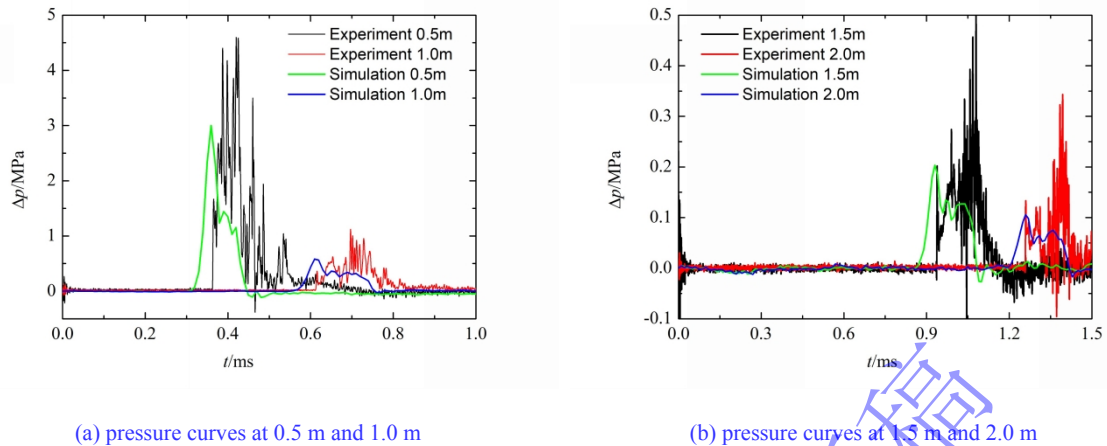 5
4
3
2
1
0
Δp/MPa
Experiment 0.5m
Experiment 1.0m
Simulation 0.5m
Simulation 1.0m
0.0 0.2 0.4 0.6 0.8 1.0
t/ms
0.5
0.4
0.3
0.2
0.1
0.0
-0.1
Δp/MPa
Experiment 1.5m
Experiment 2.0m
Simulation 1.5m
Simulation 2.0m
0.0 0.3 0.6 0.9 1.2 1.5
t/ms
稿
(a) pressure curves at 0.5 m and 1.0 m
(b) pressure curves at 1.5 m and 2.0 m